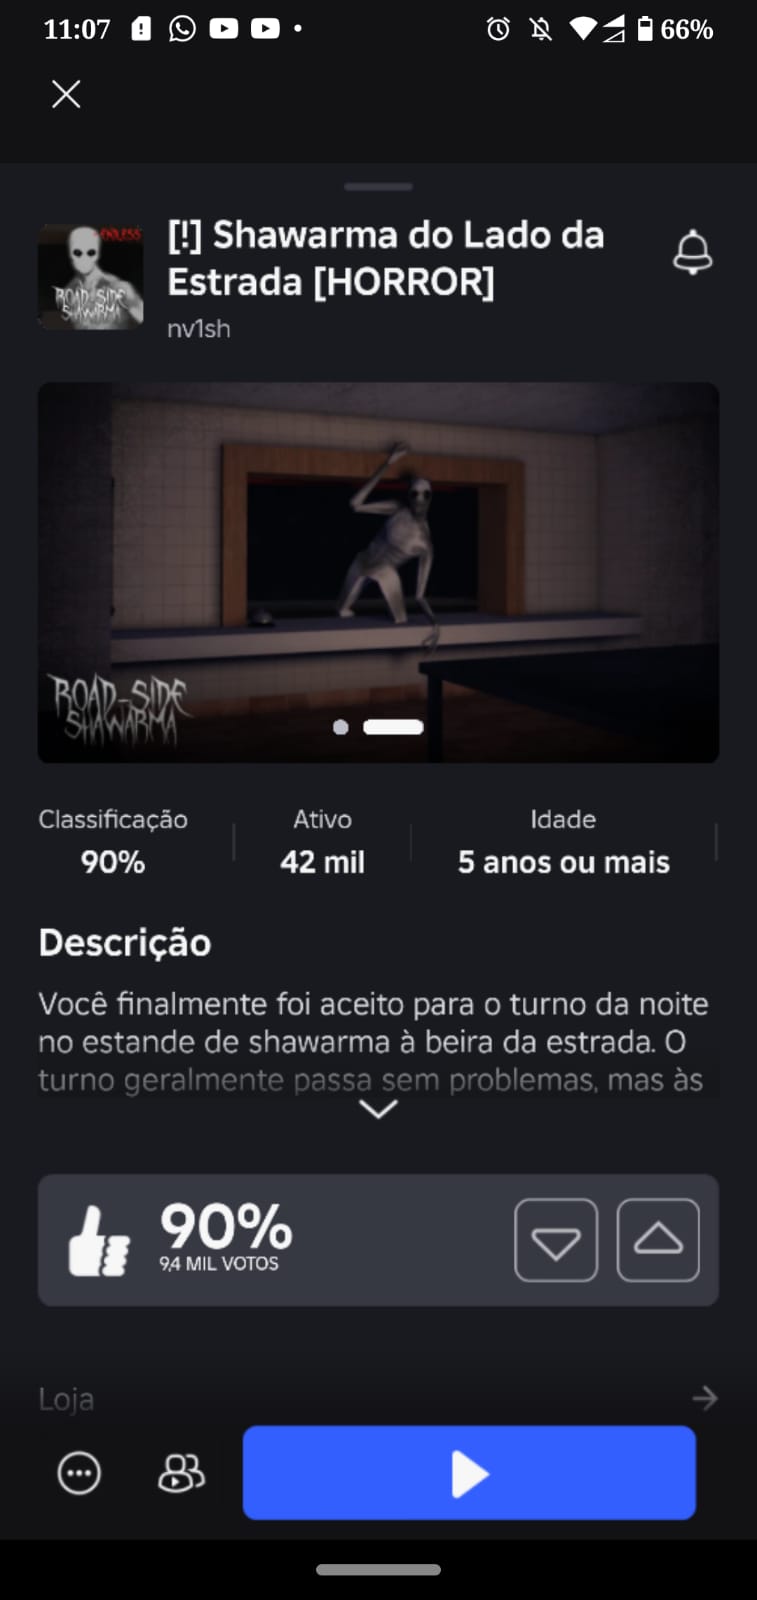 11:07
66%
ENDLESS
ROAD-SIDE
SHAWARMA
[!] Shawarma do Lado da
Estrada [HORROR]
nv1sh
ROAD-SIDE
SHAWARMA
Classificação Ativo Idade
90% 42 mil 5 anos ou mais
Descrição
Você finalmente foi aceito para o turno da noite
no estande de shawarma à beira da estrada. O
turno geralmente passa sem problemas, mas às
90%
9,4 MIL VOTOS
Loja